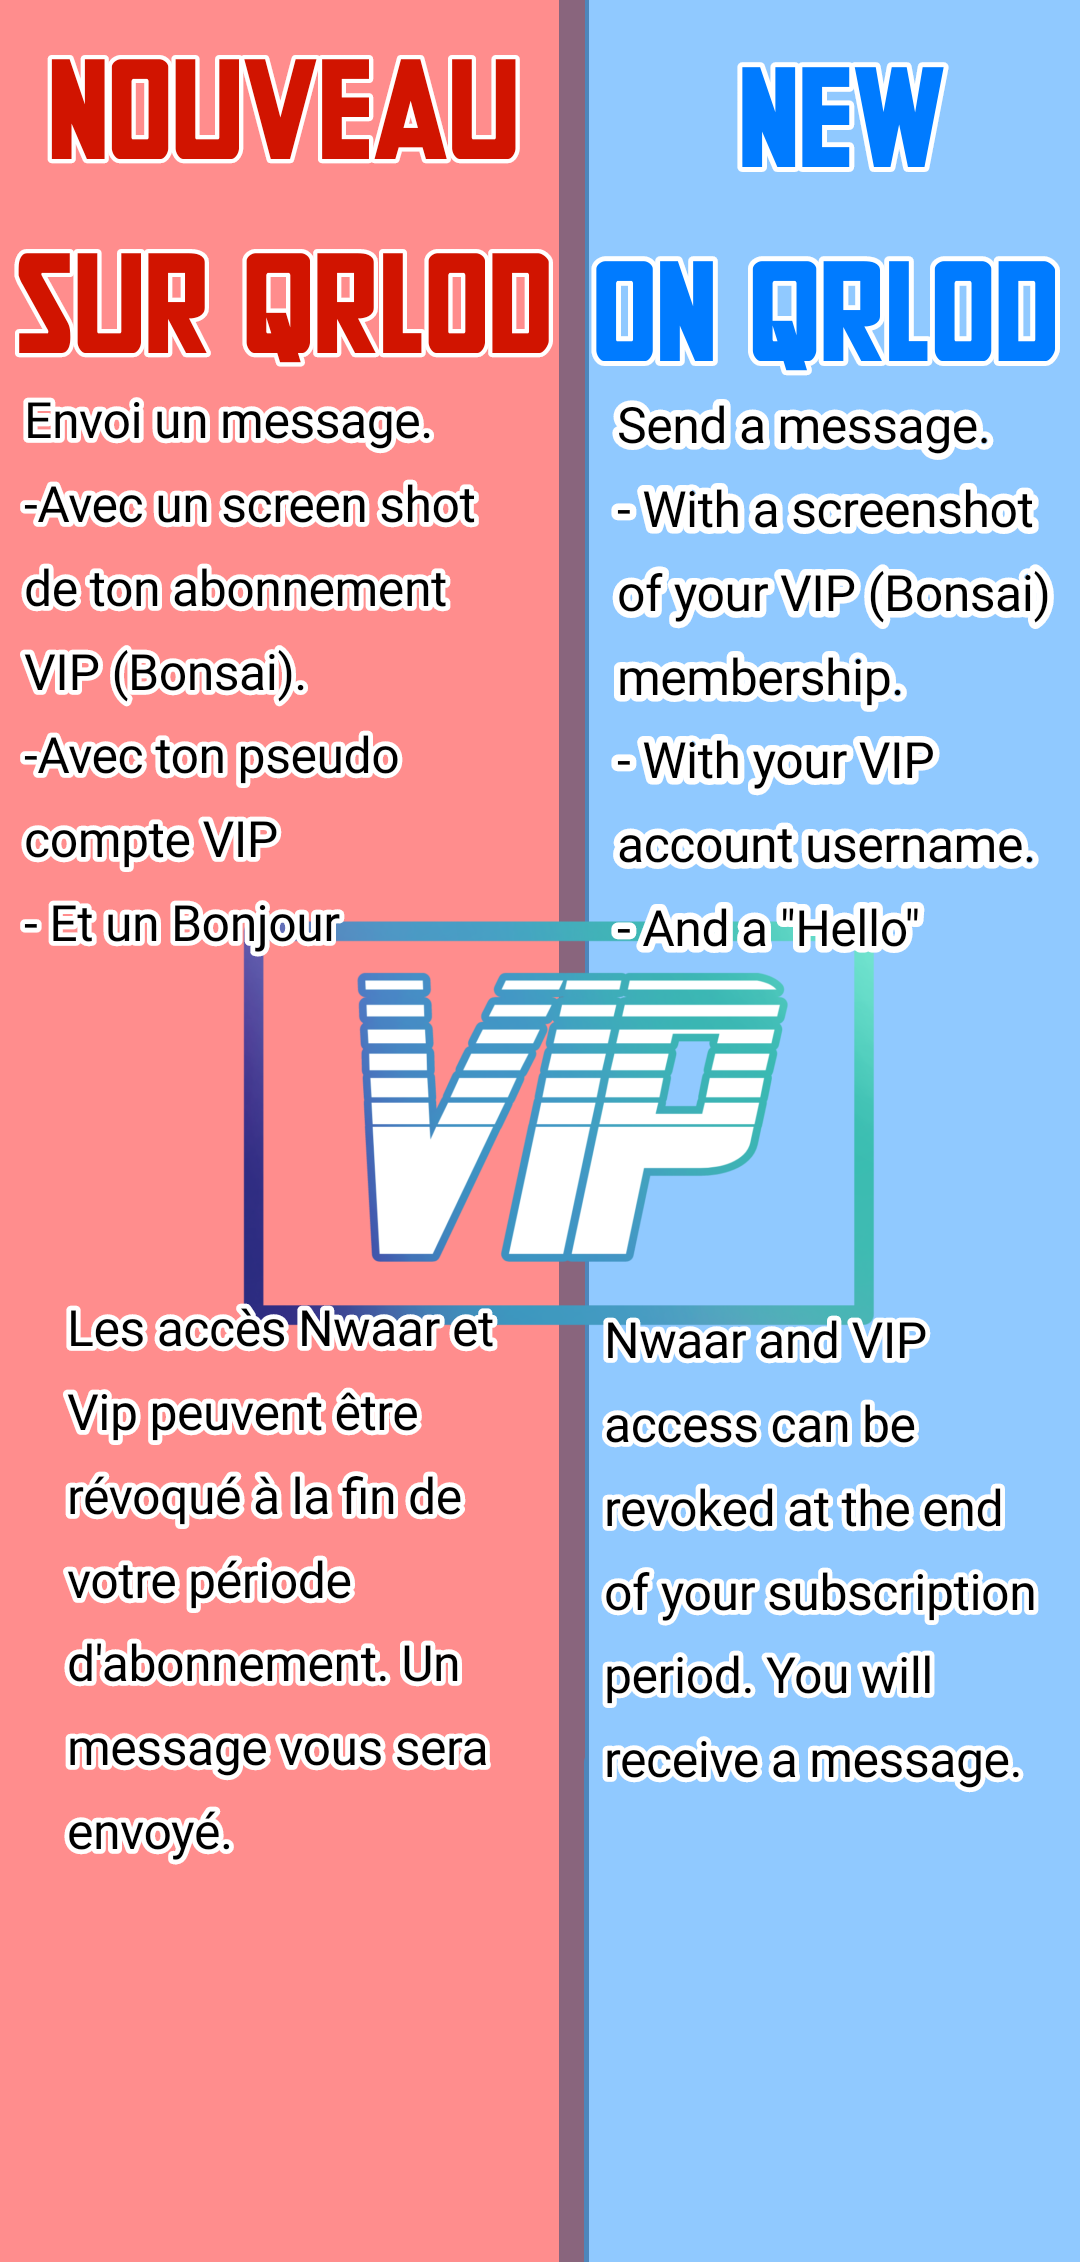 NOUVEAU
SUR QRLOD
Envoi un message.
-Avec un screen shot
de ton abonnement
VIP (Bonsai).
-Avec ton pseudo
compte VIP
- Et un Bonjour
NEW
ON QRLOD
Send a message.
- With a screenshot
of your VIP (Bonsai)
membership.
- With your VIP
account username.
- And a "Hello"
VIP
Les accès Nwaar et
Vip peuvent être
révoqué à la fin de
votre période
d'abonnement. Un
message vous sera
envoyé.
Nwaar and VIP
access can be
revoked at the end
of your subscription
period. You will
receive a message.